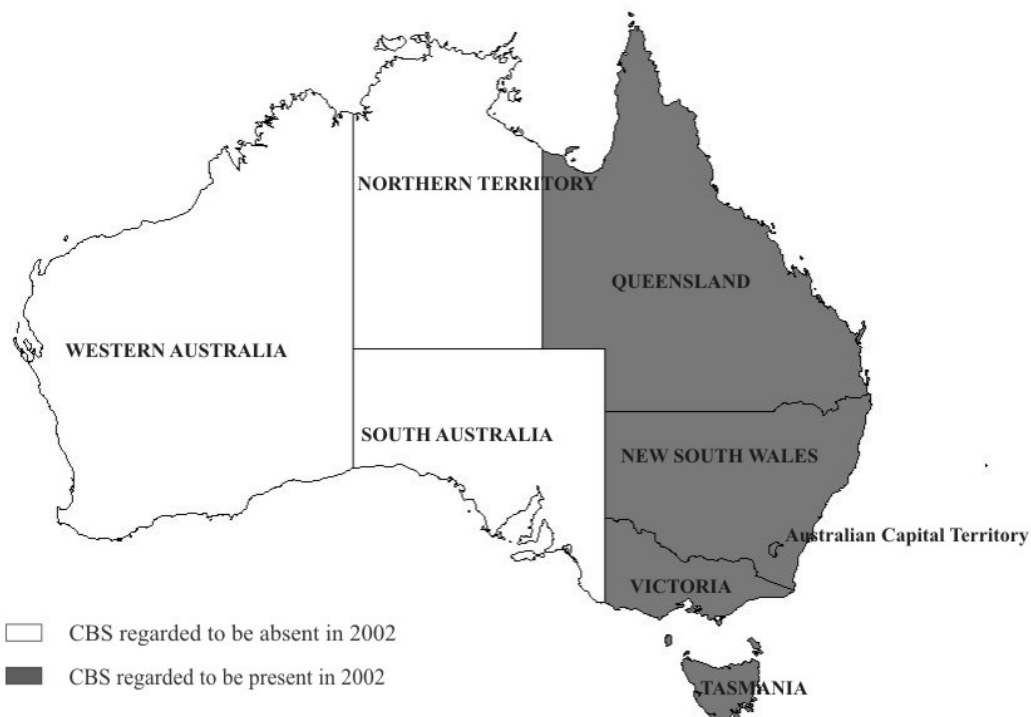 NORTHERN TERRITORY
QUEENSLAND
WESTERN AUSTRALIA
SOUTH AUSTRALIA
NEW SOUTH WALES
Australian Capital Territory
VICTORIA
CBS regarded to be absent in 2002
CBS regarded to be present in 2002
TASMANIA